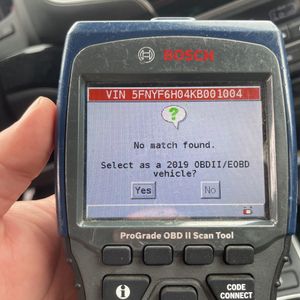 BOSCH
VIN 5FNYF6H04KB001004
No match found.
Select as a 2019 OBDII/EOBD
vehicle?
Yes No
ProGrade OBD II Scan Tool
CODE
CONNECT